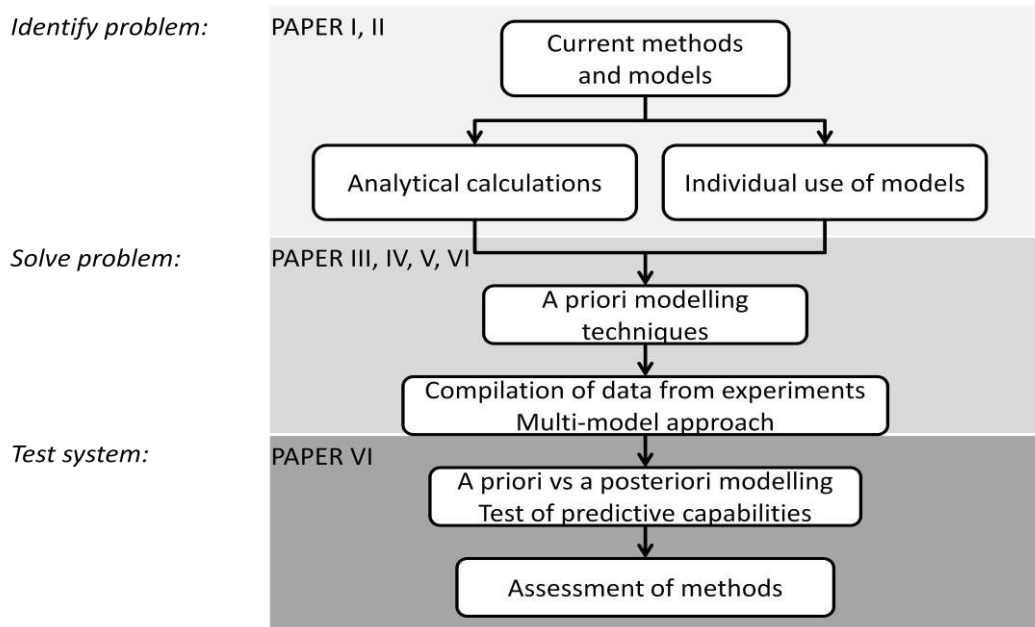 Identify problem:
PAPER I, II
Current methods
and models
Analytical calculations
Individual use of models
Solve problem:
PAPER III, IV, V, VI
A priori modelling
techniques
Compilation of data from experiments
Multi-model approach
Test system:
PAPER VI
A priori vs a posteriori modelling
Test of predictive capabilities
Assessment of methods